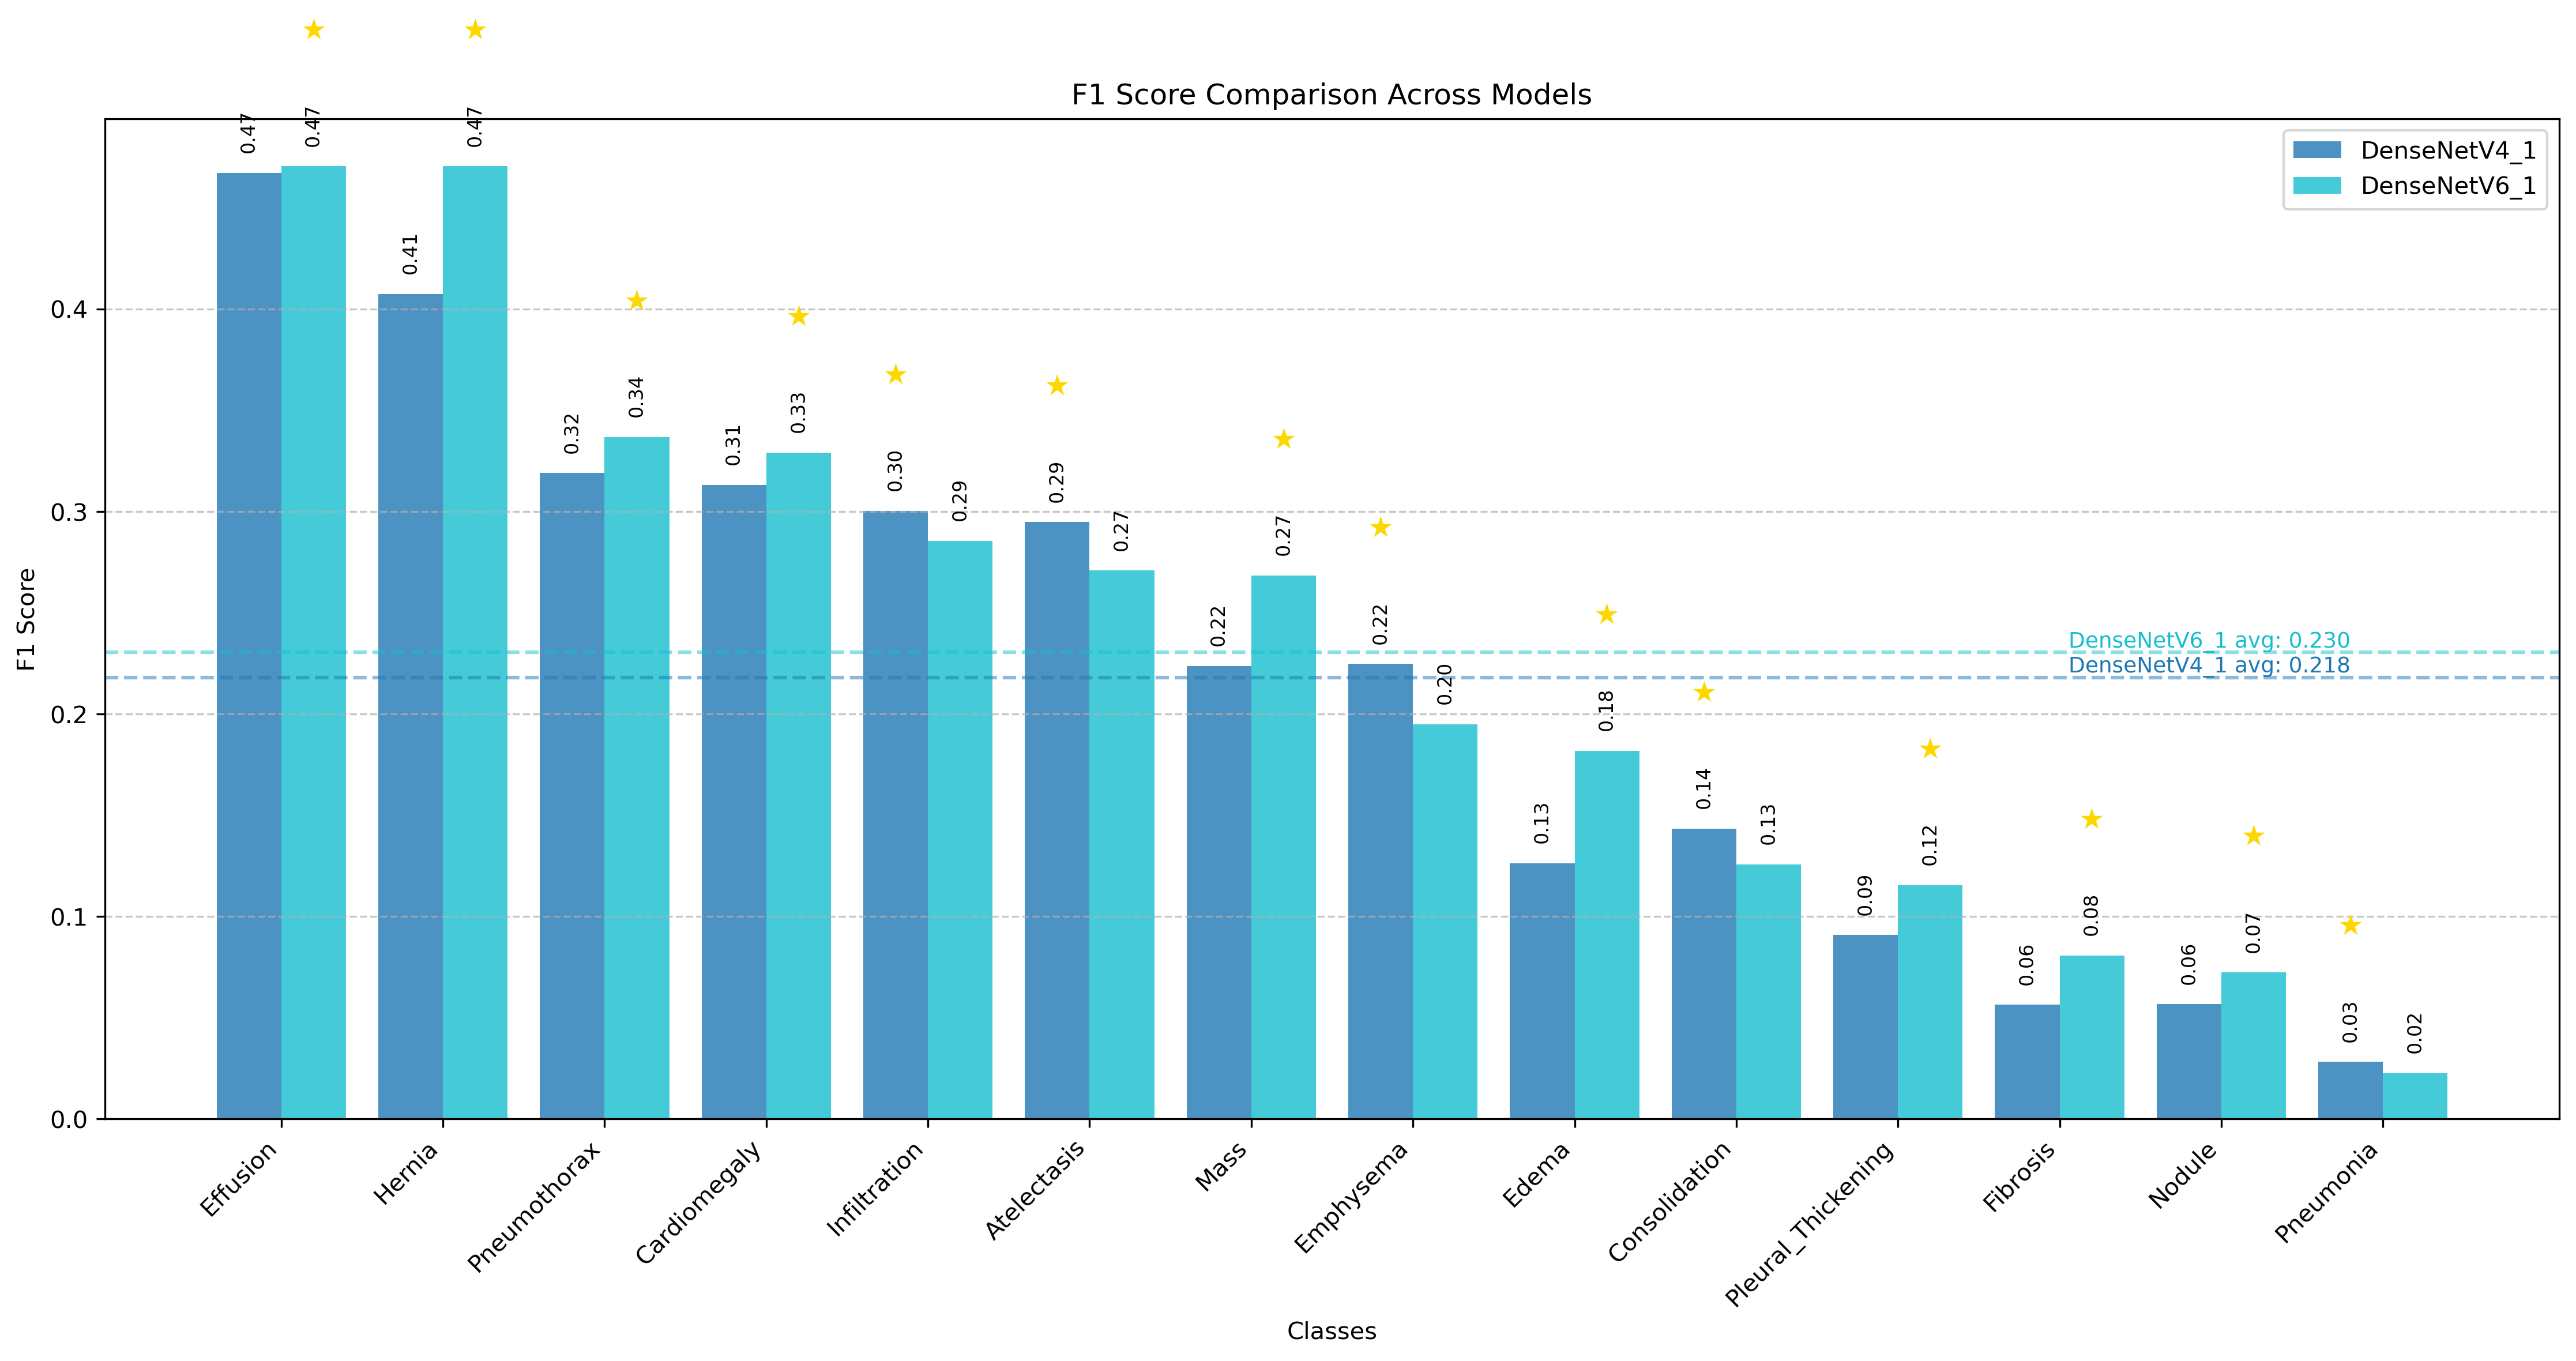 F1 Score Comparison Across Models
DenseNetV4_1
DenseNetV6_1
F1 Score
0.4
0.3
0.2
0.1
0.0
0.47
0.47
0.41
0.47
0.32
0.34
0.31
0.33
0.30
0.29
0.29
0.27
0.22
0.27
0.22
0.20
0.13
0.18
0.14
0.13
0.09
0.12
0.06
0.08
0.06
0.07
0.03
0.02
DenseNetV6_1 avg: 0.230
DenseNetV4_1 avg: 0.218
Effusion
Hernia
Pneumothorax
Cardiomegaly
Infiltration
Atelectasis
Mass
Emphysema
Edema
Consolidation
Pleural_Thickening
Fibrosis
Nodule
Pneumonia
Classes